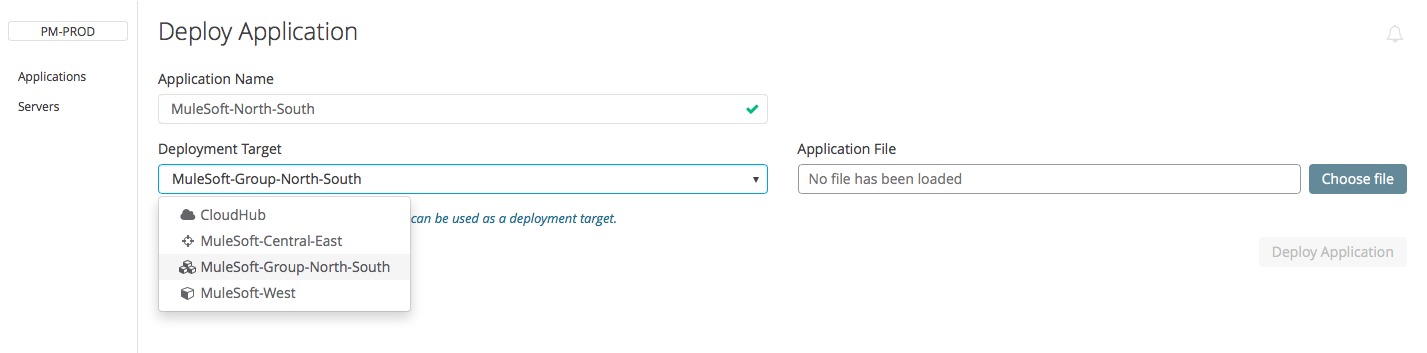 PM-PROD
Applications
Servers
Deploy Application
Application Name
MuleSoft-North-South
Deployment Target
MuleSoft-Group-North-South
CloudHub
MuleSoft-Central-East
MuleSoft-Group-North-South
MuleSoft-West
can be used as a deployment target.
Application File
No file has been loaded
Choose file
Deploy Application